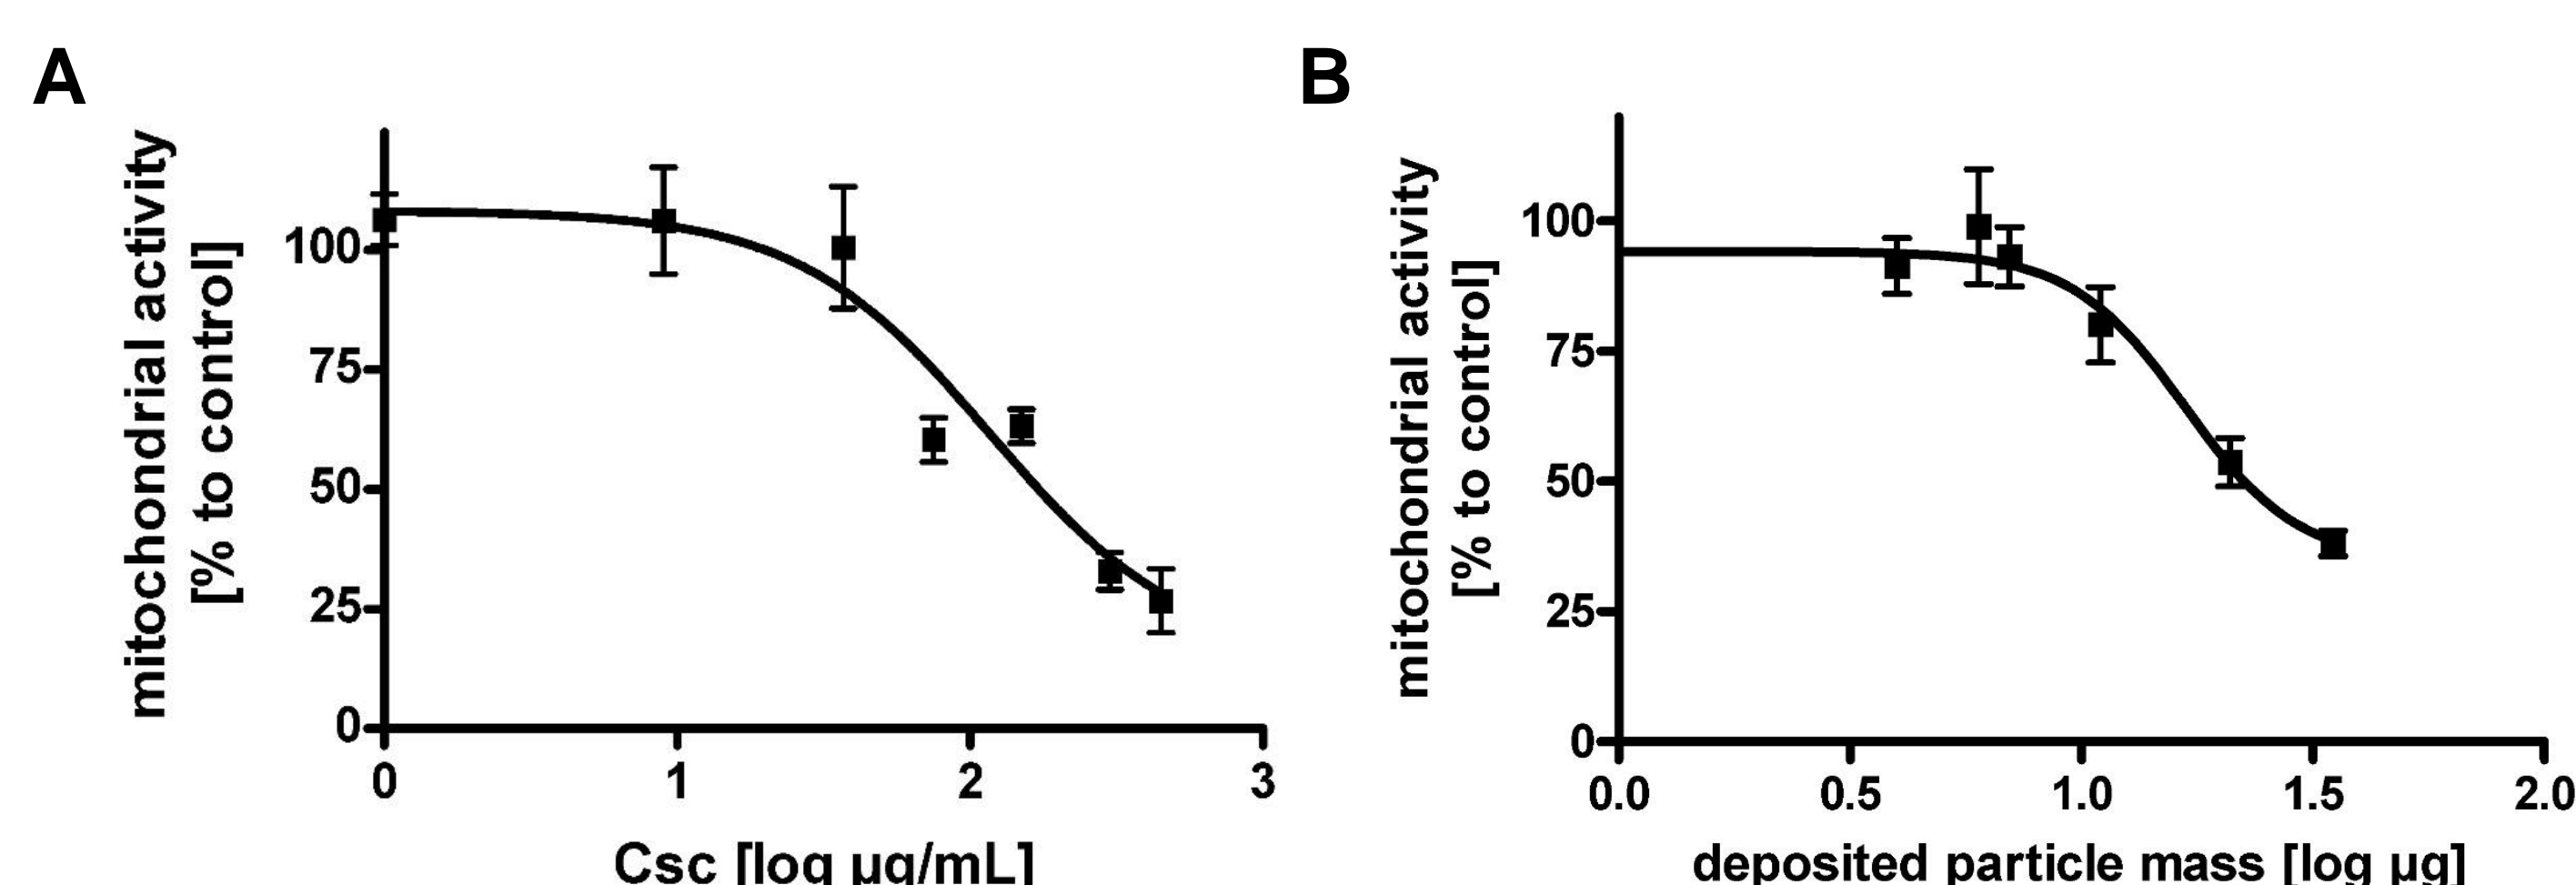 A
B
mitochondrial activity
[% to control]
100
75
50
25
0
0 1 2 3
Csc [log µg/mL]
mitochondrial activity
[% to control]
100
75
50
25
0
0.0 0.5 1.0 1.5 2.0
deposited particle mass [log µg]